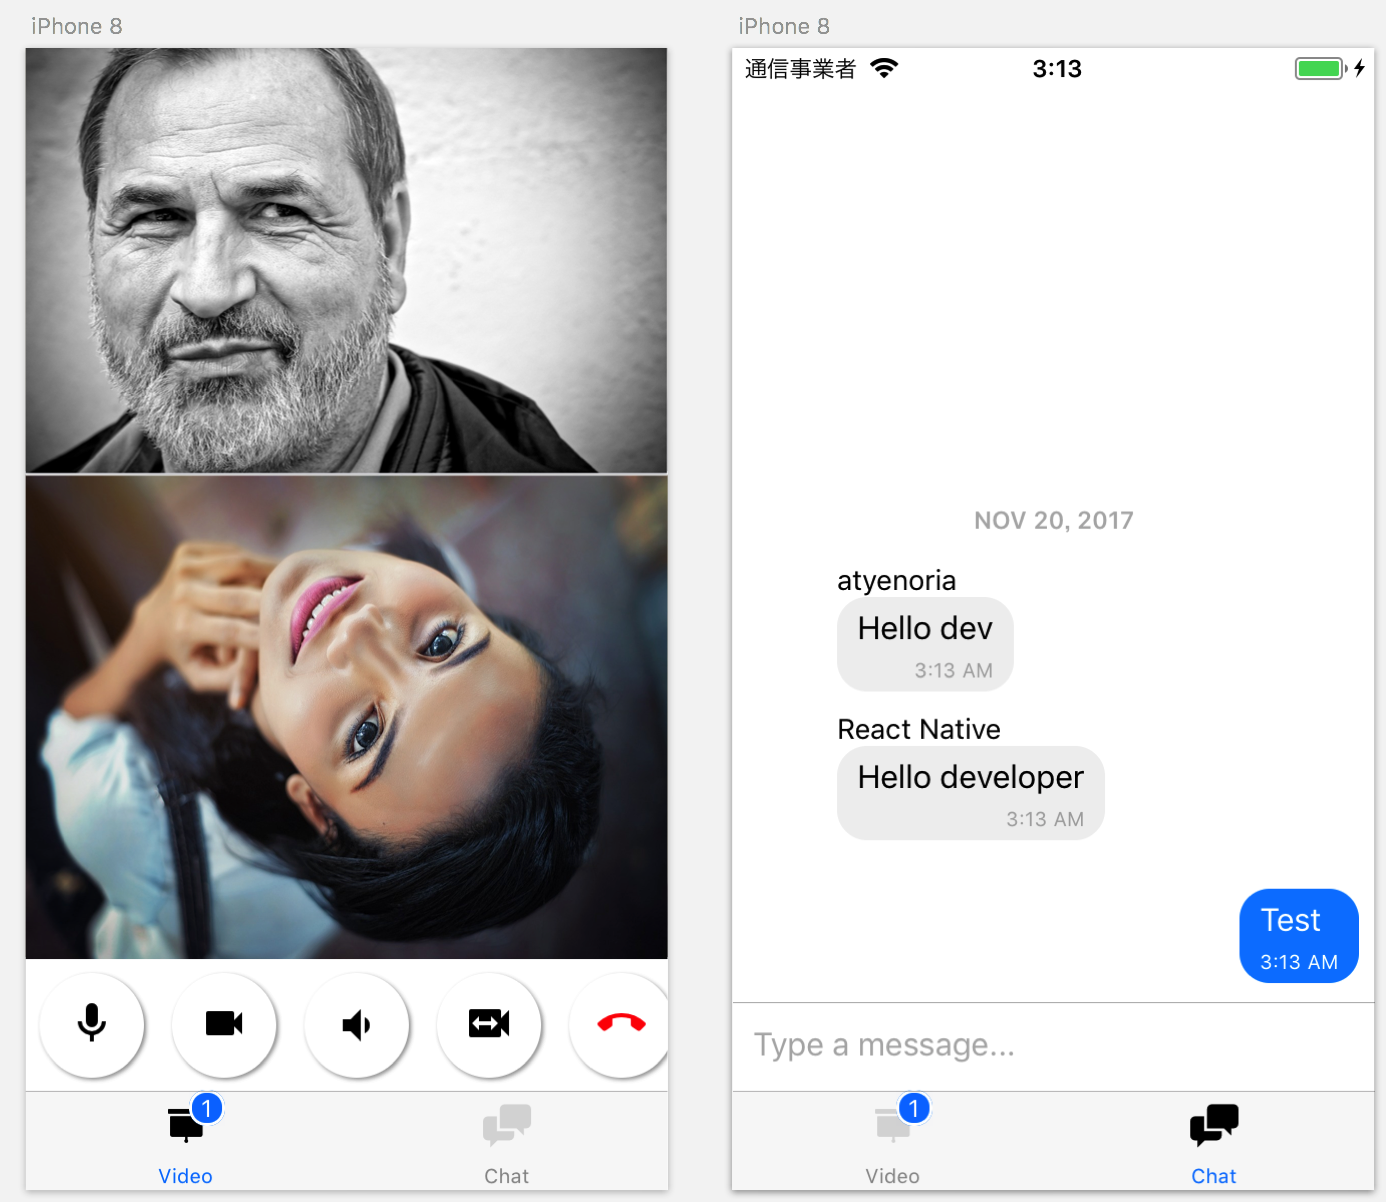 iPhone 8
1
Video
Chat
iPhone 8
通信事業者
3:13
NOV 20, 2017
atyenoria
Hello dev
3:13 AM
React Native
Hello developer
3:13 AM
Test
3:13 AM
Type a message...
1
Video
Chat